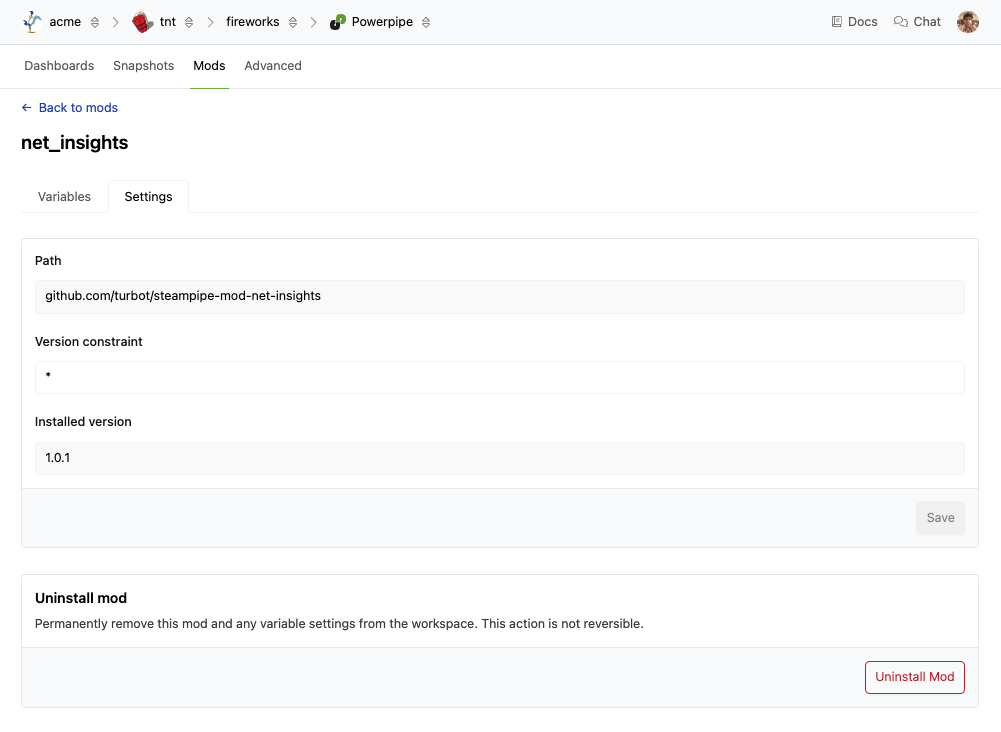 acme tnt fireworks Powerpipe Docs Chat
Dashboards Snapshots Mods Advanced
← Back to mods
net_insights
Variables Settings
Path
github.com/turbot/steampipe-mod-net-insights
Version constraint
*
Installed version
1.0.1
Save
Uninstall mod
Permanently remove this mod and any variable settings from the workspace. This action is not reversible.
Uninstall Mod